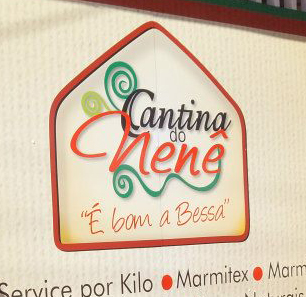 Cantina
do
Nenê
"É bom a Bessa"
Service por Kilo • Marmitex •